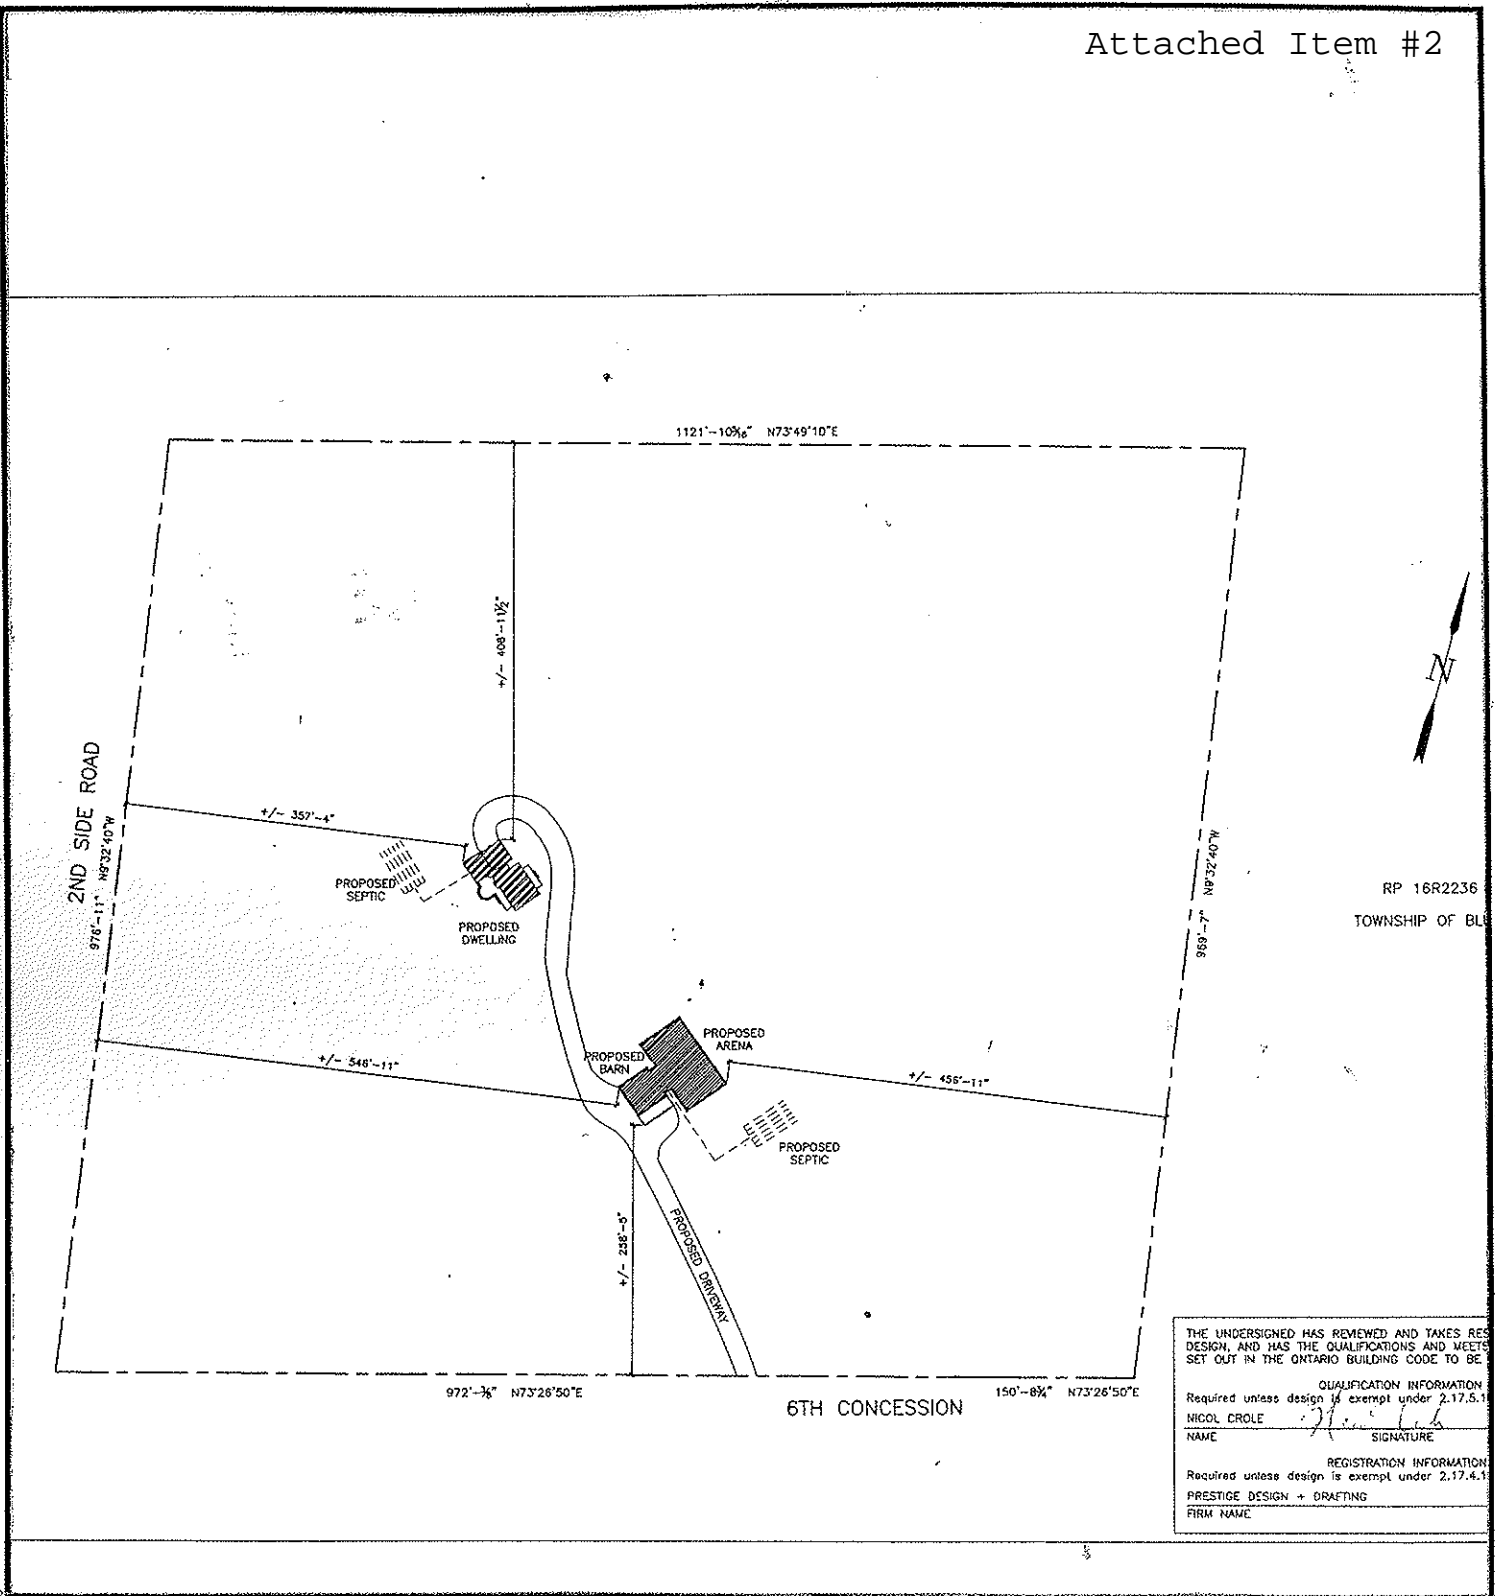 Attached Item #2
1121'-10 5/16" N73°49'10"E
+/- 408'-11 1/2"
N
2ND SIDE ROAD
976'-11" N9°32'40"W
+/- 357'-4"
PROPOSED
SEPTIC
PROPOSED
DWELLING
969'-7" N9°32'40"W
RP 16R2236
TOWNSHIP OF BL
+/- 546'-11"
PROPOSED
BARN
PROPOSED
ARENA
+/- 456'-11"
PROPOSED
SEPTIC
+/- 258'-5"
PROPOSED DRIVEWAY
N73°26'50"E
6TH CONCESSION
150'-8 3/4" N73°26'50"E
THE UNDERSIGNED HAS REVIEWED AND TAKES RES
DESIGN, AND HAS THE QUALIFICATIONS AND MEETS
SET OUT IN THE ONTARIO BUILDING CODE TO BE
QUALIFICATION INFORMATION
Required unless design is exempt under 2.17.5.1
NICOL CROLE
NAME SIGNATURE
REGISTRATION INFORMATION
Required unless design is exempt under 2.17.4.1
PRESTIGE DESIGN + DRAFTING
FIRM NAME